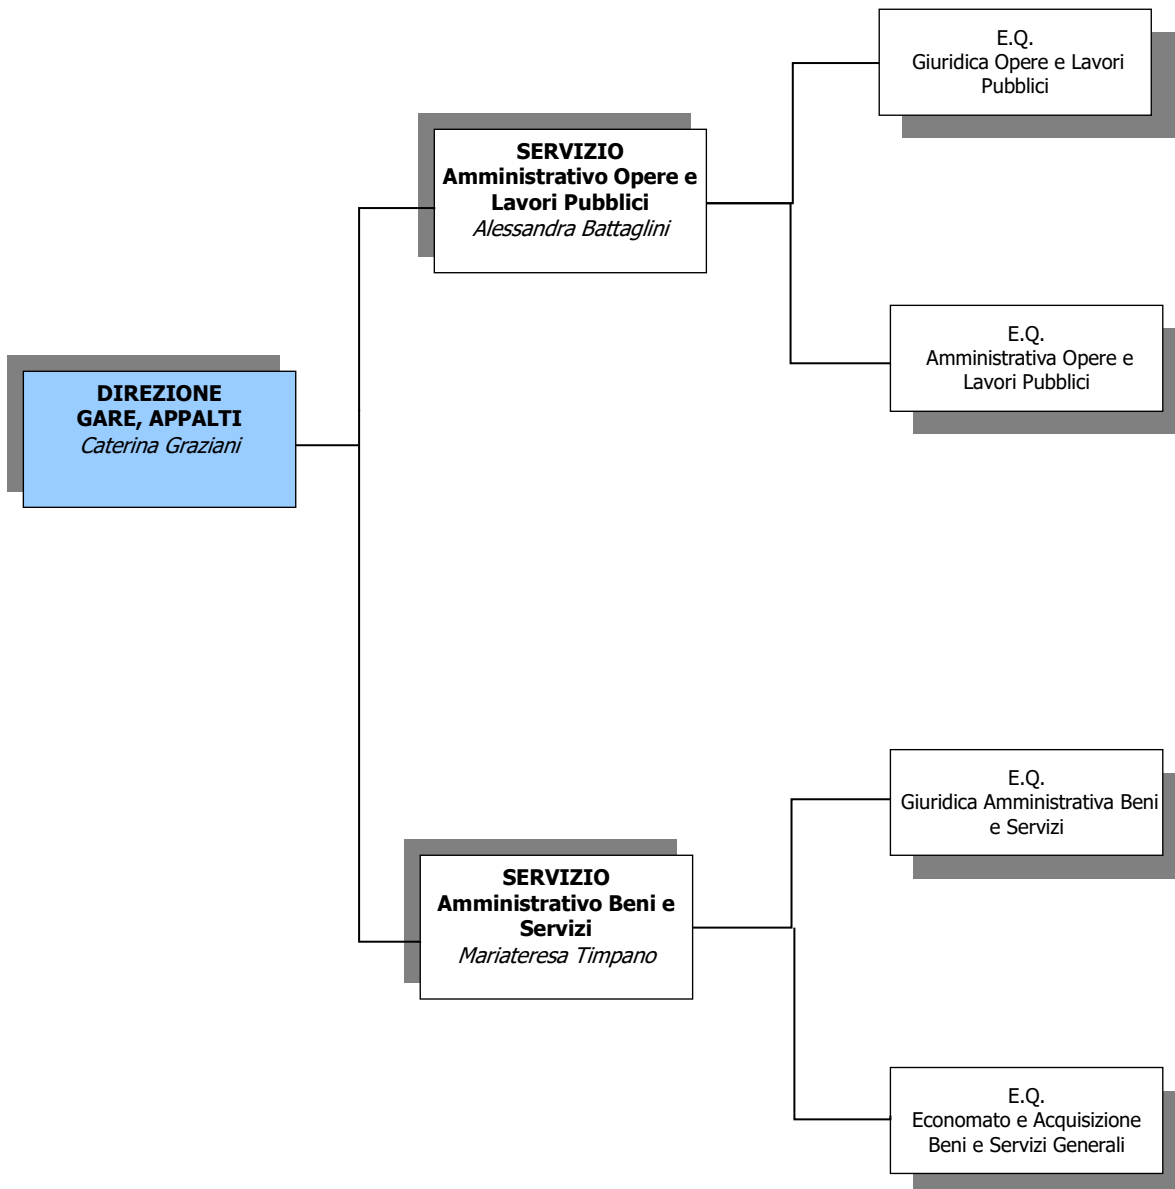 E.Q.
Giuridica Opere e Lavori
Pubblici
SERVIZIO
Amministrativo Opere e
Lavori Pubblici
Alessandra Battaglini
E.Q.
Amministrativa Opere e
Lavori Pubblici
DIREZIONE
GARE, APPALTI
Caterina Graziani
E.Q.
Giuridica Amministrativa Beni
e Servizi
SERVIZIO
Amministrativo Beni e
Servizi
Mariateresa Timpano
E.Q.
Economato e Acquisizione
Beni e Servizi Generali